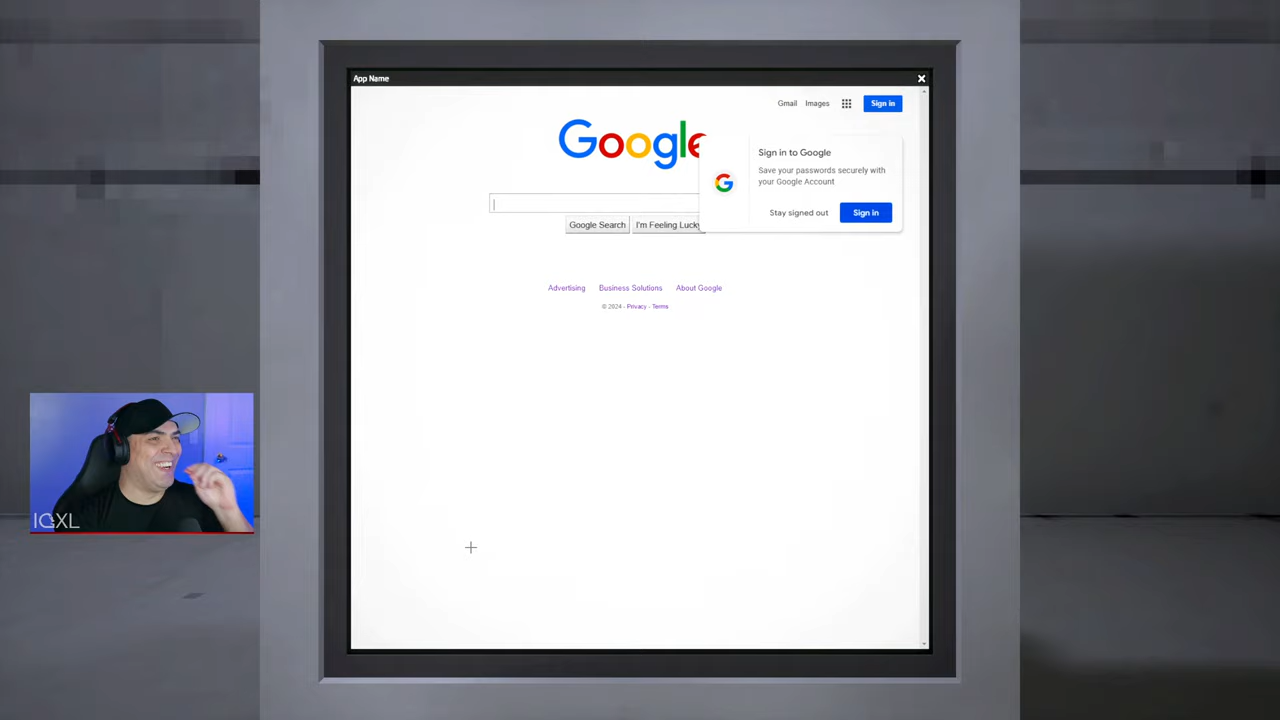 App Name
Gmail Images Sign in
Google
Sign in to Google
Save your passwords securely with
your Google Account
Stay signed out Sign in
Google Search I'm Feeling Lucky
Advertising Business Solutions About Google
© 2024 - Privacy - Terms